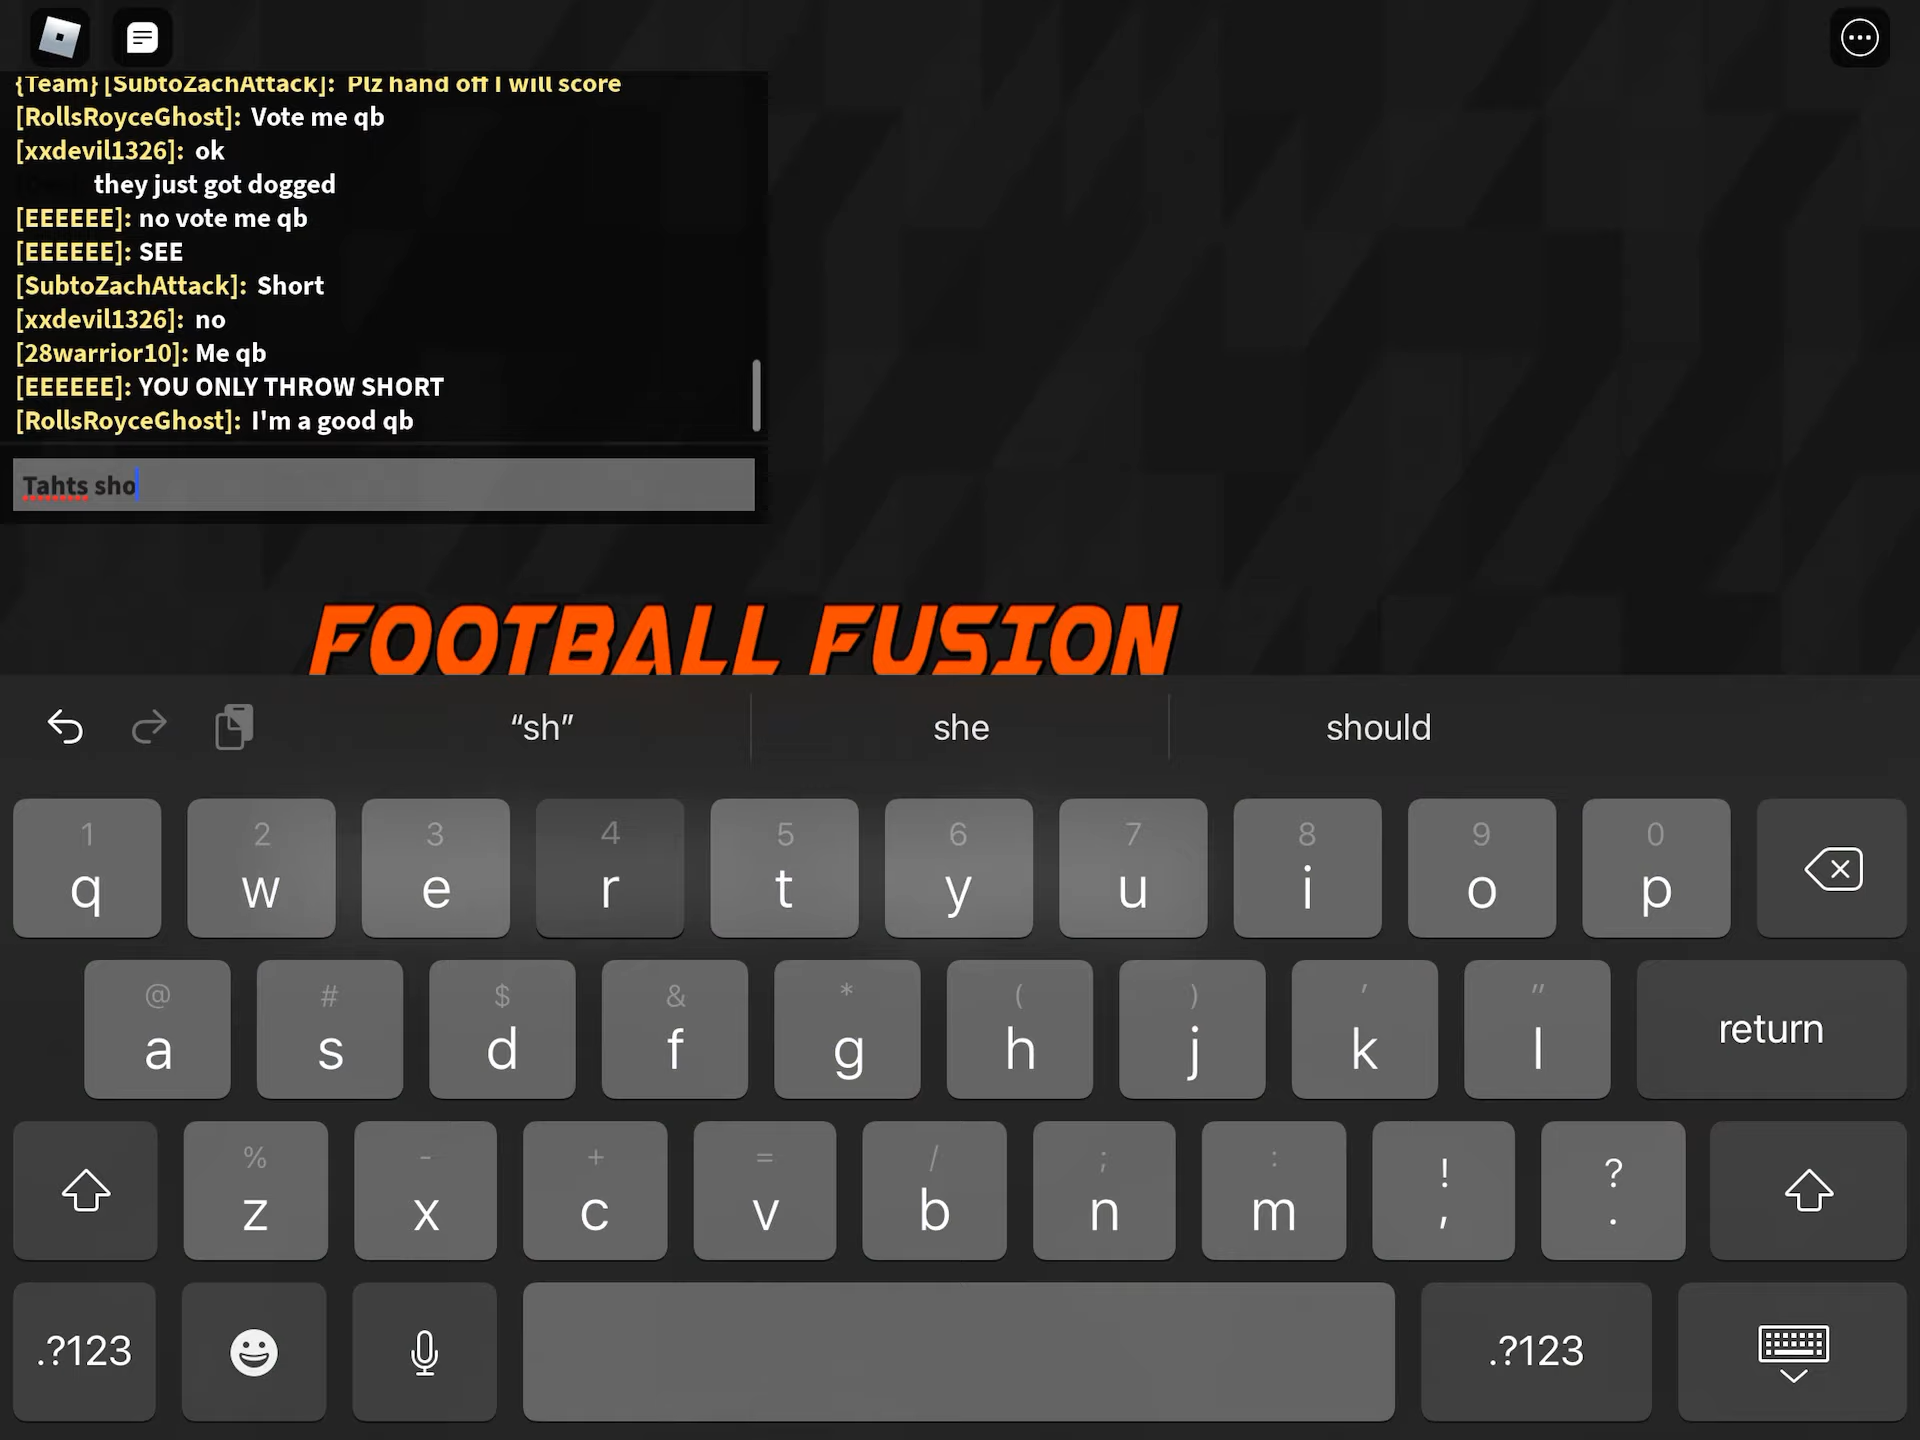 {Team} [SubtoZachAttack]: Plz hand off I will score
[RollsRoyceGhost]: Vote me qb
[xxdevil1326]: ok
they just got dogged
[EEEEEE]: no vote me qb
[EEEEEE]: SEE
[SubtoZachAttack]: Short
[xxdevil1326]: no
[28warrior10]: Me qb
[EEEEEE]: YOU ONLY THROW SHORT
[RollsRoyceGhost]: I'm a good qb
Tahts sho
FOOTBALL FUSION
“sh” she should
1 2 3 4 5 6 7 8 9 0
q w e r t y u i o p
@ # $ & * ( ) ' "
a s d f g h j k l return
% - + = / ; : ! ?
z x c v b n m , .
.?123 .?123